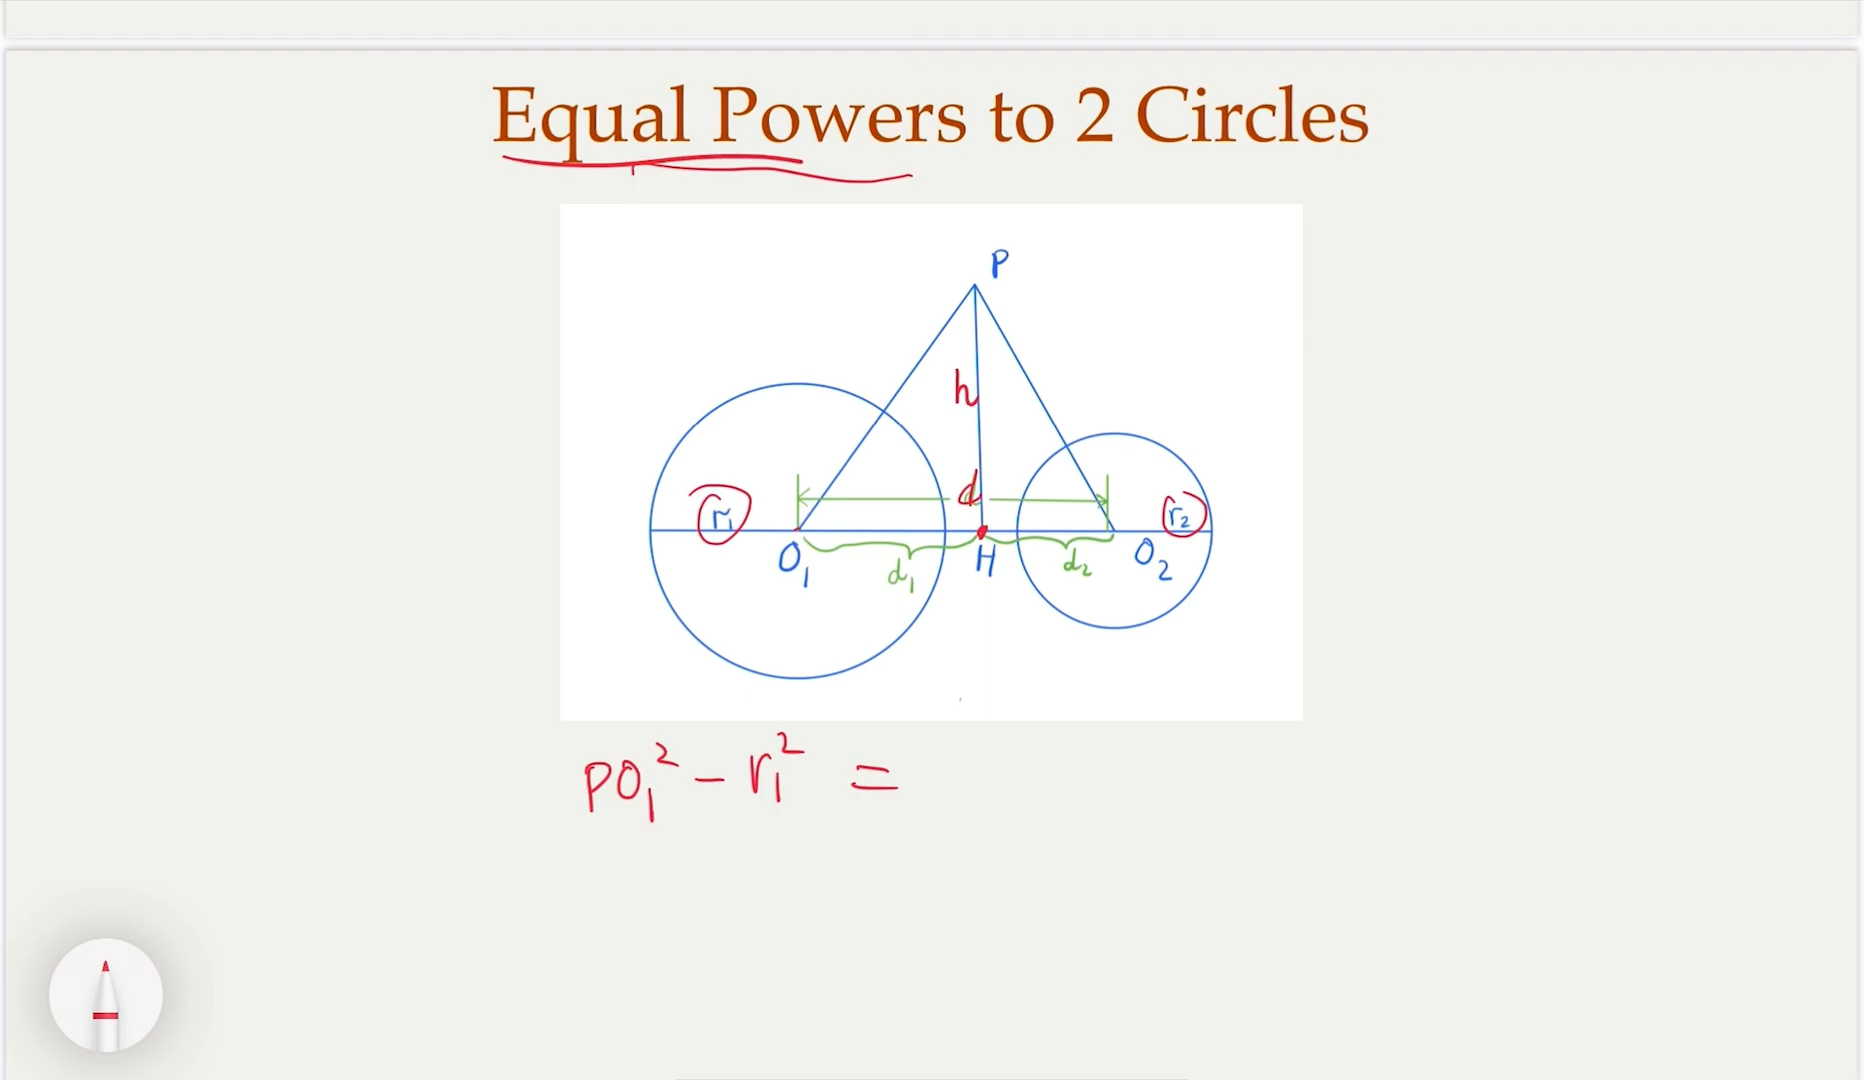 Equal Powers to 2 Circles
P
h
d
r₁
r₂
O₁
d₁
H
d₂
O₂
PO₁² - r₁² =